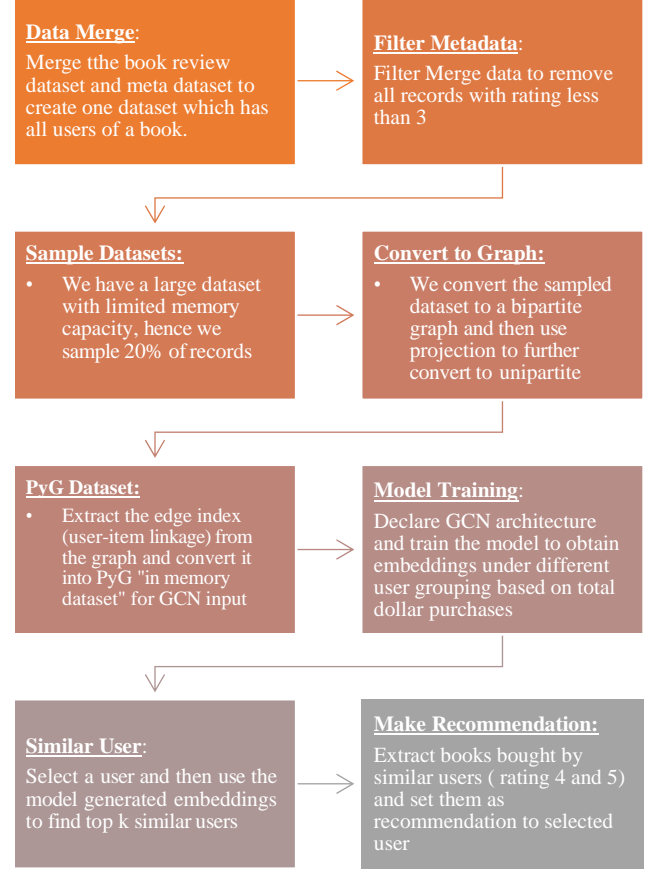 Data Merge:
Merge tthe book review
dataset and meta dataset to
create one dataset which has
all users of a book.
Filter Metadata:
Filter Merge data to remove
all records with rating less
than 3
Sample Datasets:
• We have a large dataset
with limited memory
capacity, hence we
sample 20% of records
Convert to Graph:
• We convert the sampled
dataset to a bipartite
graph and then use
projection to further
convert to unipartite
PyG Dataset:
• Extract the edge index
(user-item linkage) from
the graph and convert it
into PyG "in memory
dataset" for GCN input
Model Training:
Declare GCN architecture
and train the model to obtain
embeddings under different
user grouping based on total
dollar purchases
Similar User:
Select a user and then use the
model generated embeddings
to find top k similar users
Make Recommendation:
Extract books bought by
similar users ( rating 4 and 5)
and set them as
recommendation to selected
user